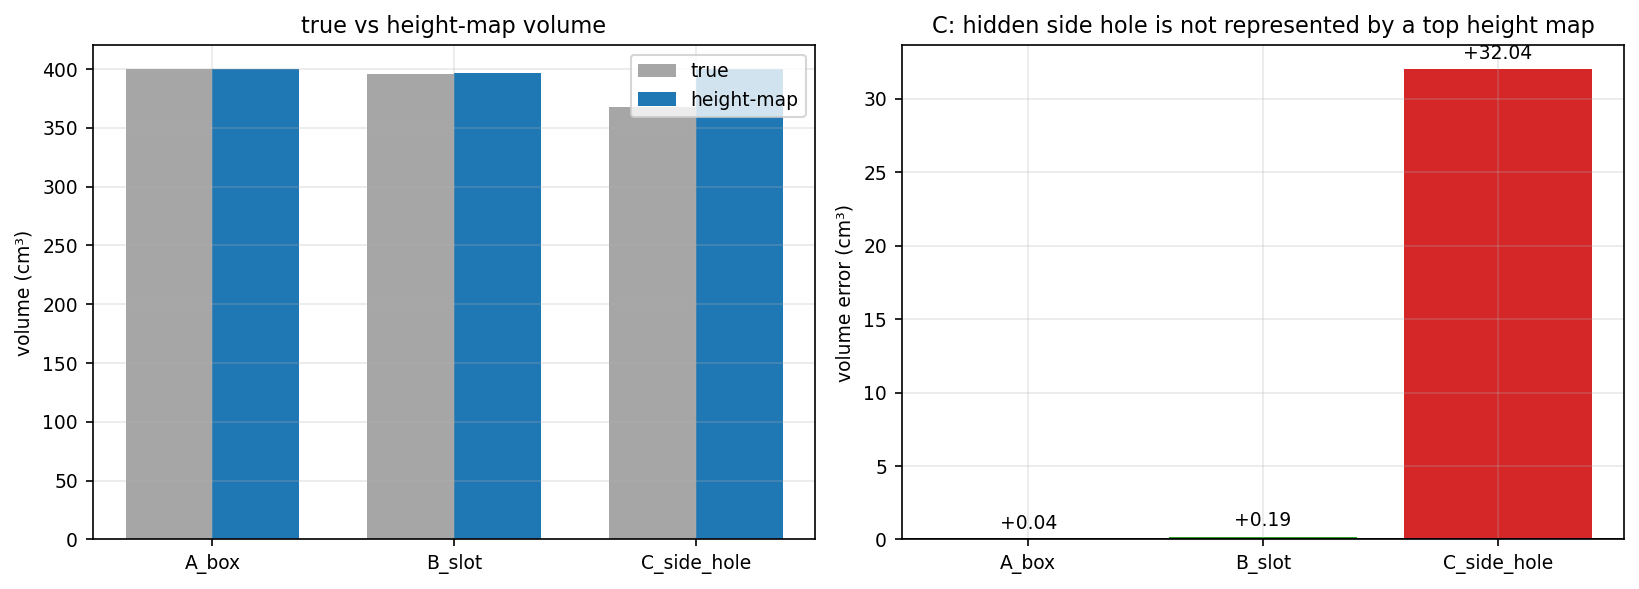 true vs height-map volume
volume (cm³)
400
350
300
250
200
150
100
50
0
true
height-map
A_box
B_slot
C_side_hole
C: hidden side hole is not represented by a top height map
volume error (cm³)
30
25
20
15
10
5
0
+0.04
+0.19
+32.04
A_box
B_slot
C_side_hole